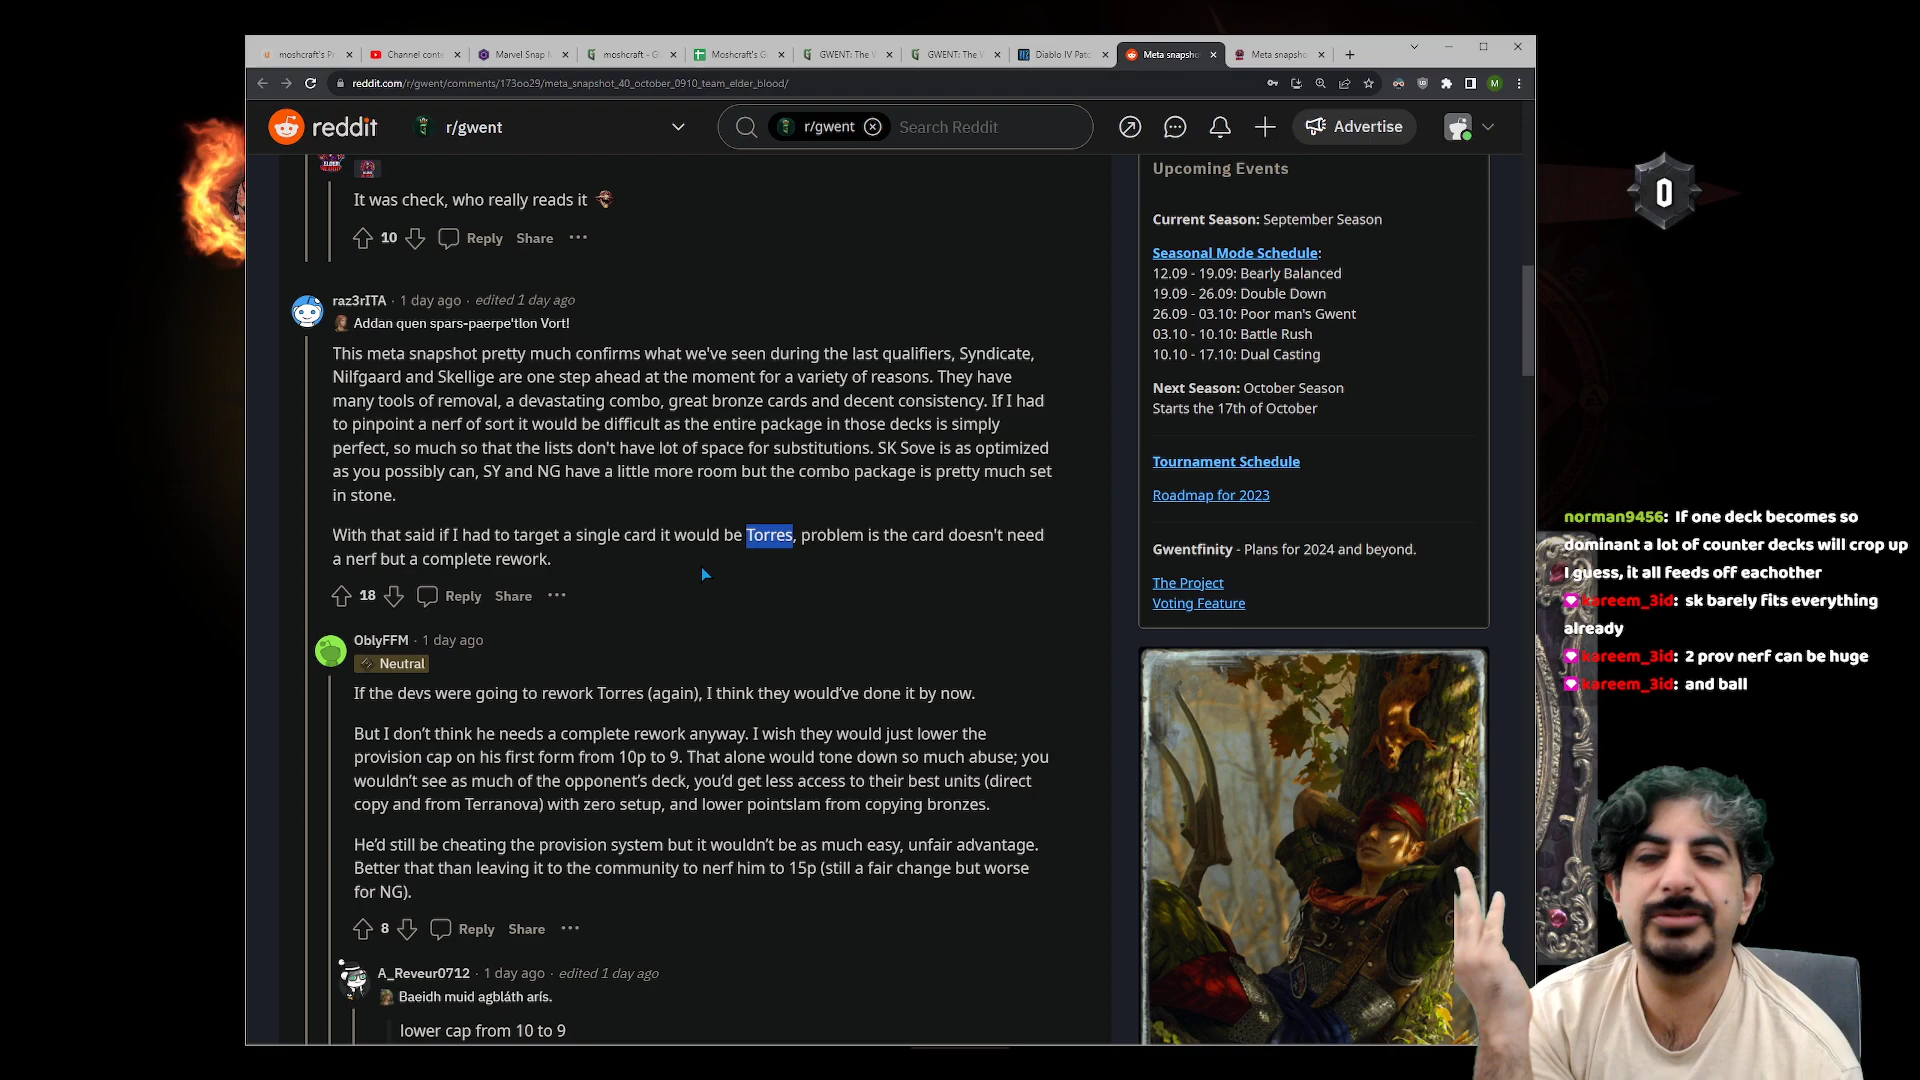 moshcraft's P
Channel conte
Marvel Snap
moshcraft - G
Moshcraft's G
GWENT: The
GWENT: The
Diablo IV Patc
Meta snapsho
Meta snapsho
reddit.com/r/gwent/comments/173oo29/meta_snapshot_40_october_0910_team_elder_blood/
M
reddit
r/gwent
r/gwent
Search Reddit
Advertise
It was check, who really reads it
10 Reply Share
raz3rITA · 1 day ago · edited 1 day ago
Addan quen spars-paerpe'tlon Vort!
This meta snapshot pretty much confirms what we've seen during the last qualifiers, Syndicate,
Nilfgaard and Skellige are one step ahead at the moment for a variety of reasons. They have
many tools of removal, a devastating combo, great bronze cards and decent consistency. If I had
to pinpoint a nerf of sort it would be difficult as the entire package in those decks is simply
perfect, so much so that the lists don't have lot of space for substitutions. SK Sove is as optimized
as you possibly can, SY and NG have a little more room but the combo package is pretty much set
in stone.
With that said if I had to target a single card it would be Torres, problem is the card doesn't need
a nerf but a complete rework.
18 Reply Share
OblyFFM · 1 day ago
Neutral
If the devs were going to rework Torres (again), I think they would've done it by now.
But I don't think he needs a complete rework anyway. I wish they would just lower the
provision cap on his first form from 10p to 9. That alone would tone down so much abuse; you
wouldn't see as much of the opponent's deck, you'd get less access to their best units (direct
copy and from Terranova) with zero setup, and lower pointslam from copying bronzes.
He'd still be cheating the provision system but it wouldn't be as much easy, unfair advantage.
Better that than leaving it to the community to nerf him to 15p (still a fair change but worse
for NG).
8 Reply Share
A_Reveur0712 · 1 day ago · edited 1 day ago
Baeidh muid agbláth arís.
lower cap from 10 to 9
Upcoming Events
Current Season: September Season
Seasonal Mode Schedule:
12.09 - 19.09: Bearly Balanced
19.09 - 26.09: Double Down
26.09 - 03.10: Poor man's Gwent
03.10 - 10.10: Battle Rush
10.10 - 17.10: Dual Casting
Next Season: October Season
Starts the 17th of October
Tournament Schedule
Roadmap for 2023
Gwentfinity - Plans for 2024 and beyond.
The Project
Voting Feature
0
norman9456: If one deck becomes so
dominant a lot of counter decks will crop up
I guess, it all feeds off eachother
kareem_3id: sk barely fits everything
already
kareem_3id: 2 prov nerf can be huge
kareem_3id: and ball